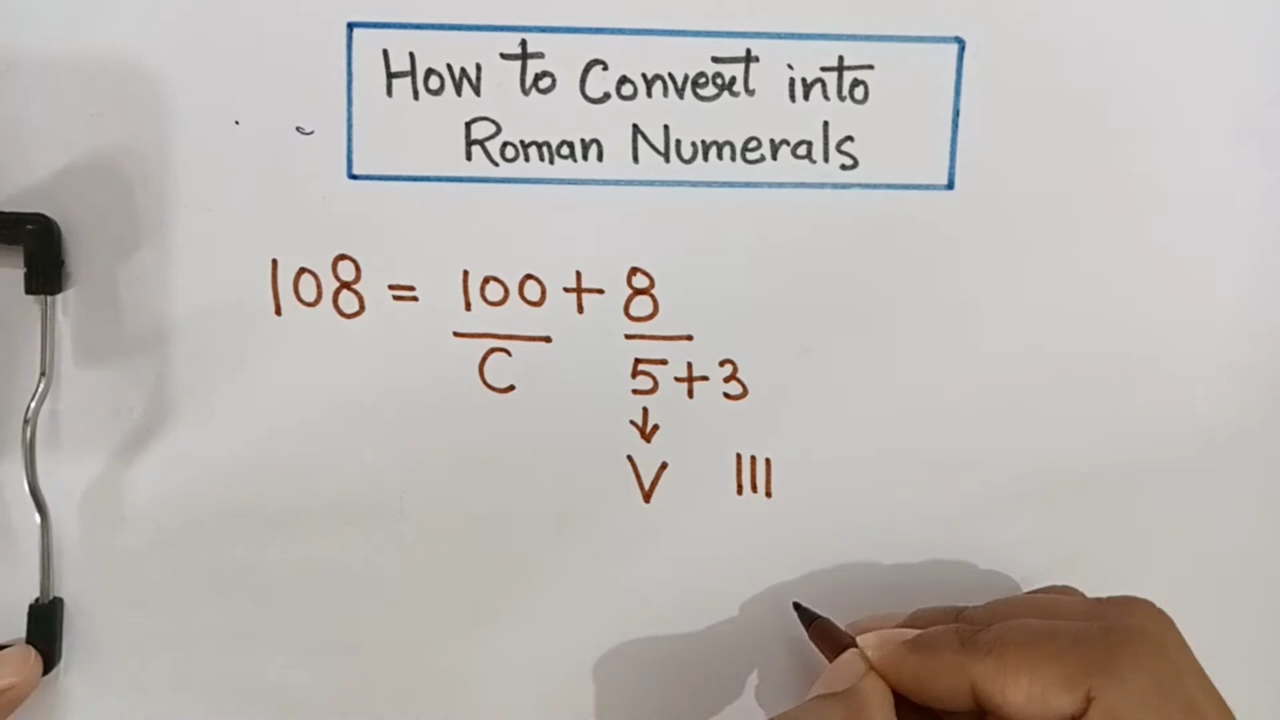 How to Convert into
Roman Numerals
108 = 100 + 8
C 5+3
↓
V III